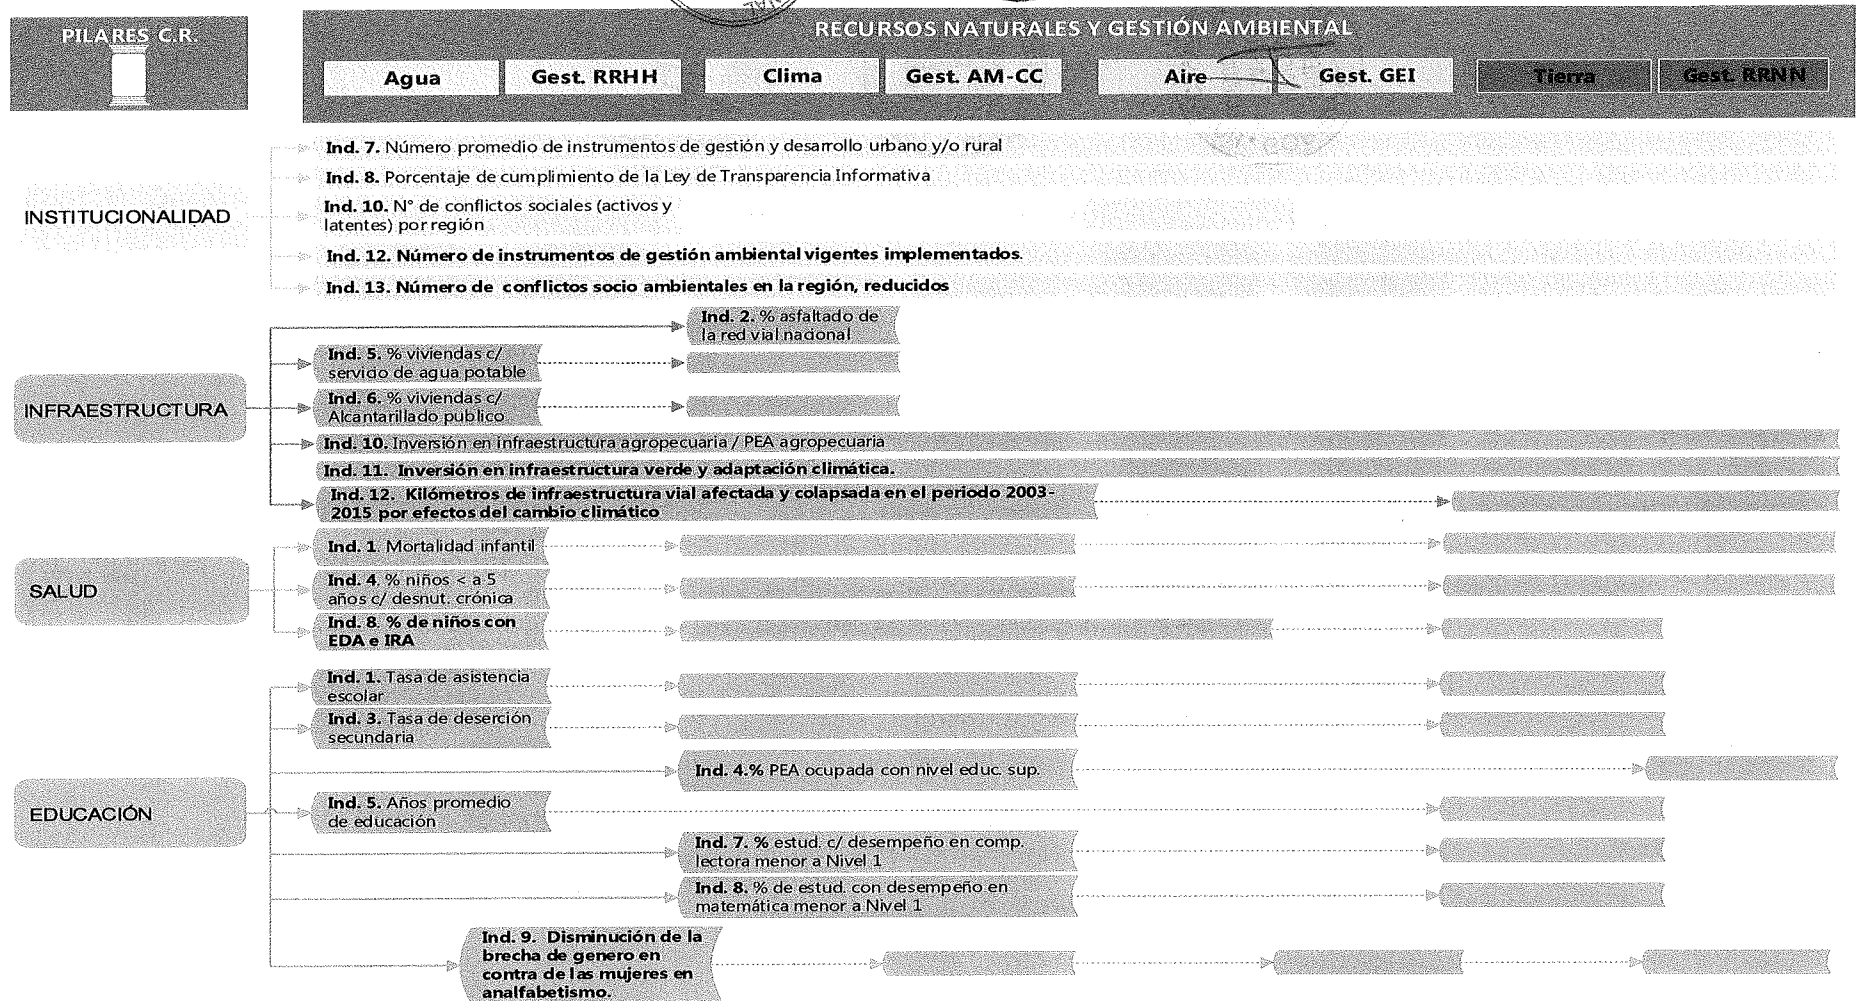 PILARES C.R.
RECURSOS NATURALES Y GESTIÓN AMBIENTAL
Agua
Gest. RRHH
Clima
Gest. AM-CC
Aire
Gest. GEI
Tierra
Gest. RRNN
INSTITUCIONALIDAD
Ind. 7. Número promedio de instrumentos de gestión y desarrollo urbano y/o rural
Ind. 8. Porcentaje de cumplimiento de la Ley de Transparencia Informativa
Ind. 10. N° de conflictos sociales (activos y
latentes) por región
Ind. 12. Número de instrumentos de gestión ambiental vigentes implementados.
Ind. 13. Número de conflictos socio ambientales en la región, reducidos
INFRAESTRUCTURA
Ind. 2. % asfaltado de
la red vial nacional
Ind. 5. % viviendas c/
servicio de agua potable
Ind. 6. % viviendas c/
Alcantarillado publico
Ind. 10. Inversión en infraestructura agropecuaria / PEA agropecuaria
Ind. 11. Inversión en infraestructura verde y adaptación climática.
Ind. 12. Kilómetros de infraestructura vial afectada y colapsada en el periodo 2003-
2015 por efectos del cambio climático
SALUD
Ind. 1. Mortalidad infantil
Ind. 4. % niños < a 5
años c/ desnut. crónica
Ind. 8. % de niños con
EDA e IRA
EDUCACIÓN
Ind. 1. Tasa de asistencia
escolar
Ind. 3. Tasa de deserción
secundaria
Ind. 4.% PEA ocupada con nivel educ. sup.
Ind. 5. Años promedio
de educación
Ind. 7. % estud. c/ desempeño en comp.
lectora menor a Nivel 1
Ind. 8. % de estud. con desempeño en
matemática menor a Nivel 1
Ind. 9. Disminución de la
brecha de genero en
contra de las mujeres en
analfabetismo.